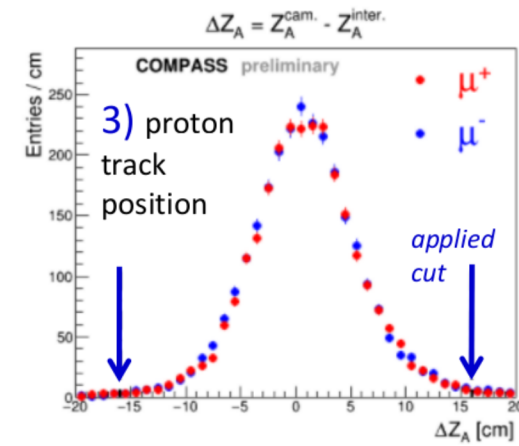 ΔZ_A = Z_A^cam. - Z_A^inter.
COMPASS preliminary
μ⁺
μ⁻
3) proton
track
position
applied
cut
Entries / cm
250
200
150
100
50
0
−20 −15 −10 −5 0 5 10 15 20
ΔZ_A [cm]